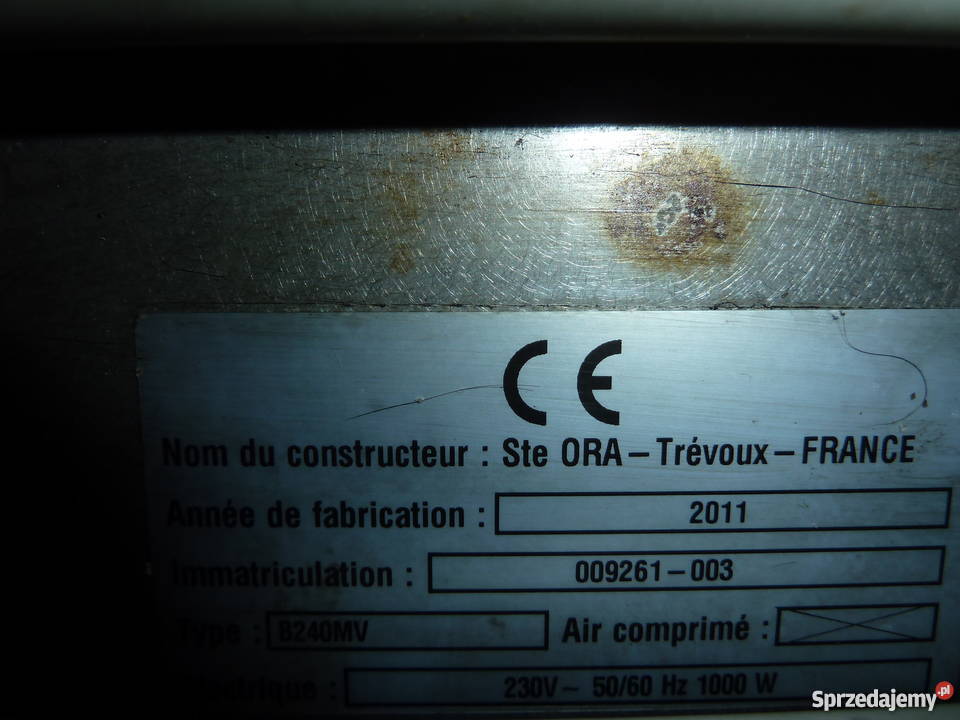 CE
Nom du constructeur : Ste ORA – Trévoux – FRANCE
Année de fabrication : 2011
Immatriculation : 009261 – 003
Type : B240MV Air comprimé :
Electrique : 230V ~ 50/60 Hz 1000 W
Sprzedajemy.pl